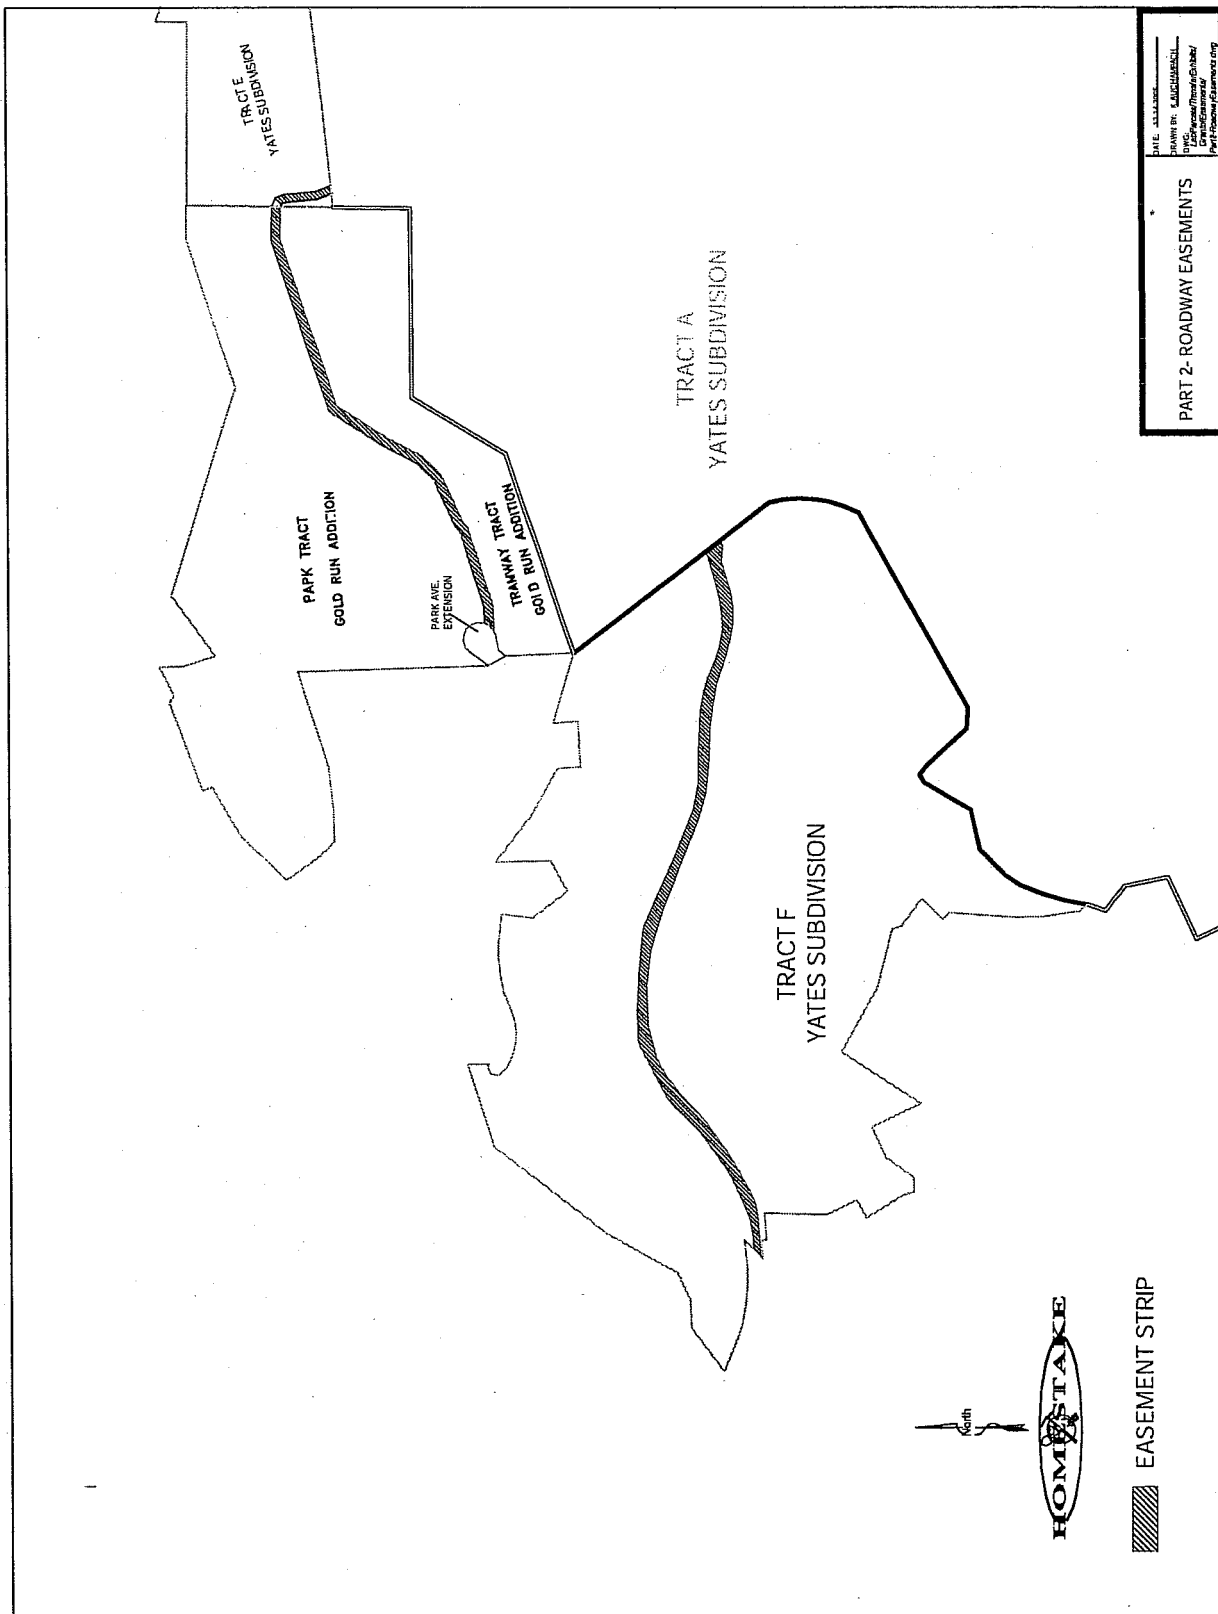 TRACT E
YATES SUBDIVISION
PAPK TRACT
GOLD RUN ADDITION
PARK AVE.
EXTENSION
TRAMWAY TRACT
GOLD RUN ADDITION
TRACT A
YATES SUBDIVISION
TRACT F
YATES SUBDIVISION
North
HOMESTAKE
EASEMENT STRIP
PART 2- ROADWAY EASEMENTS
DATE:
DRAWN BY:
DWG: